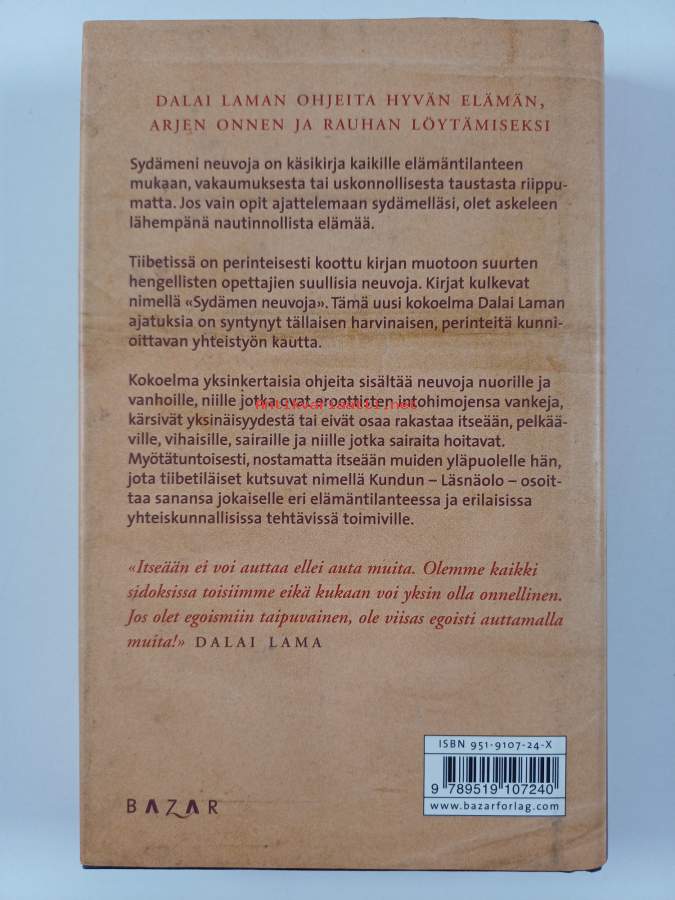 DALAI LAMAN OHJEITA HYVÄN ELÄMÄN,
ARJEN ONNEN JA RAUHAN LÖYTÄMISEKSI
Sydämeni neuvoja on käsikirja kaikille elämäntilanteen
mukaan, vakaumuksesta tai uskonnollisesta taustasta riippu-
matta. Jos vain opit ajattelemaan sydämelläsi, olet askeleen
lähempänä nautinnollista elämää.
Tiibetissä on perinteisesti koottu kirjan muotoon suurten
hengellisten opettajien suullisia neuvoja. Kirjat kulkevat
nimellä «Sydämen neuvoja». Tämä uusi kokoelma Dalai Laman
ajatuksia on syntynyt tällaisen harvinaisen, perinteitä kunni-
oittavan yhteistyön kautta.
Kokoelma yksinkertaisia ohjeita sisältää neuvoja nuorille ja
vanhoille, niille jotka ovat eroottisten intohimojensa vankeja,
Antikvariaatti.net
kärsivät yksinäisyydestä tai eivät osaa rakastaa itseään, pelkää-
ville, vihaisille, sairaille ja niille jotka sairaita hoitavat.
Myötätuntoisesti, nostamatta itseään muiden yläpuolelle hän,
jota tiibetiläiset kutsuvat nimellä Kundun – Läsnäolo – osoit-
taa sanansa jokaiselle eri elämäntilanteessa ja erilaisissa
yhteiskunnallisissa tehtävissä toimiville.
«Itseään ei voi auttaa ellei auta muita. Olemme kaikki
sidoksissa toisiimme eikä kukaan voi yksin olla onnellinen.
Jos olet egoismiin taipuvainen, ole viisas egoisti auttamalla
muita!» DALAI LAMA
ISBN 951-9107-24-X
9 789519 107240
www.bazarforlag.com
BAZAR